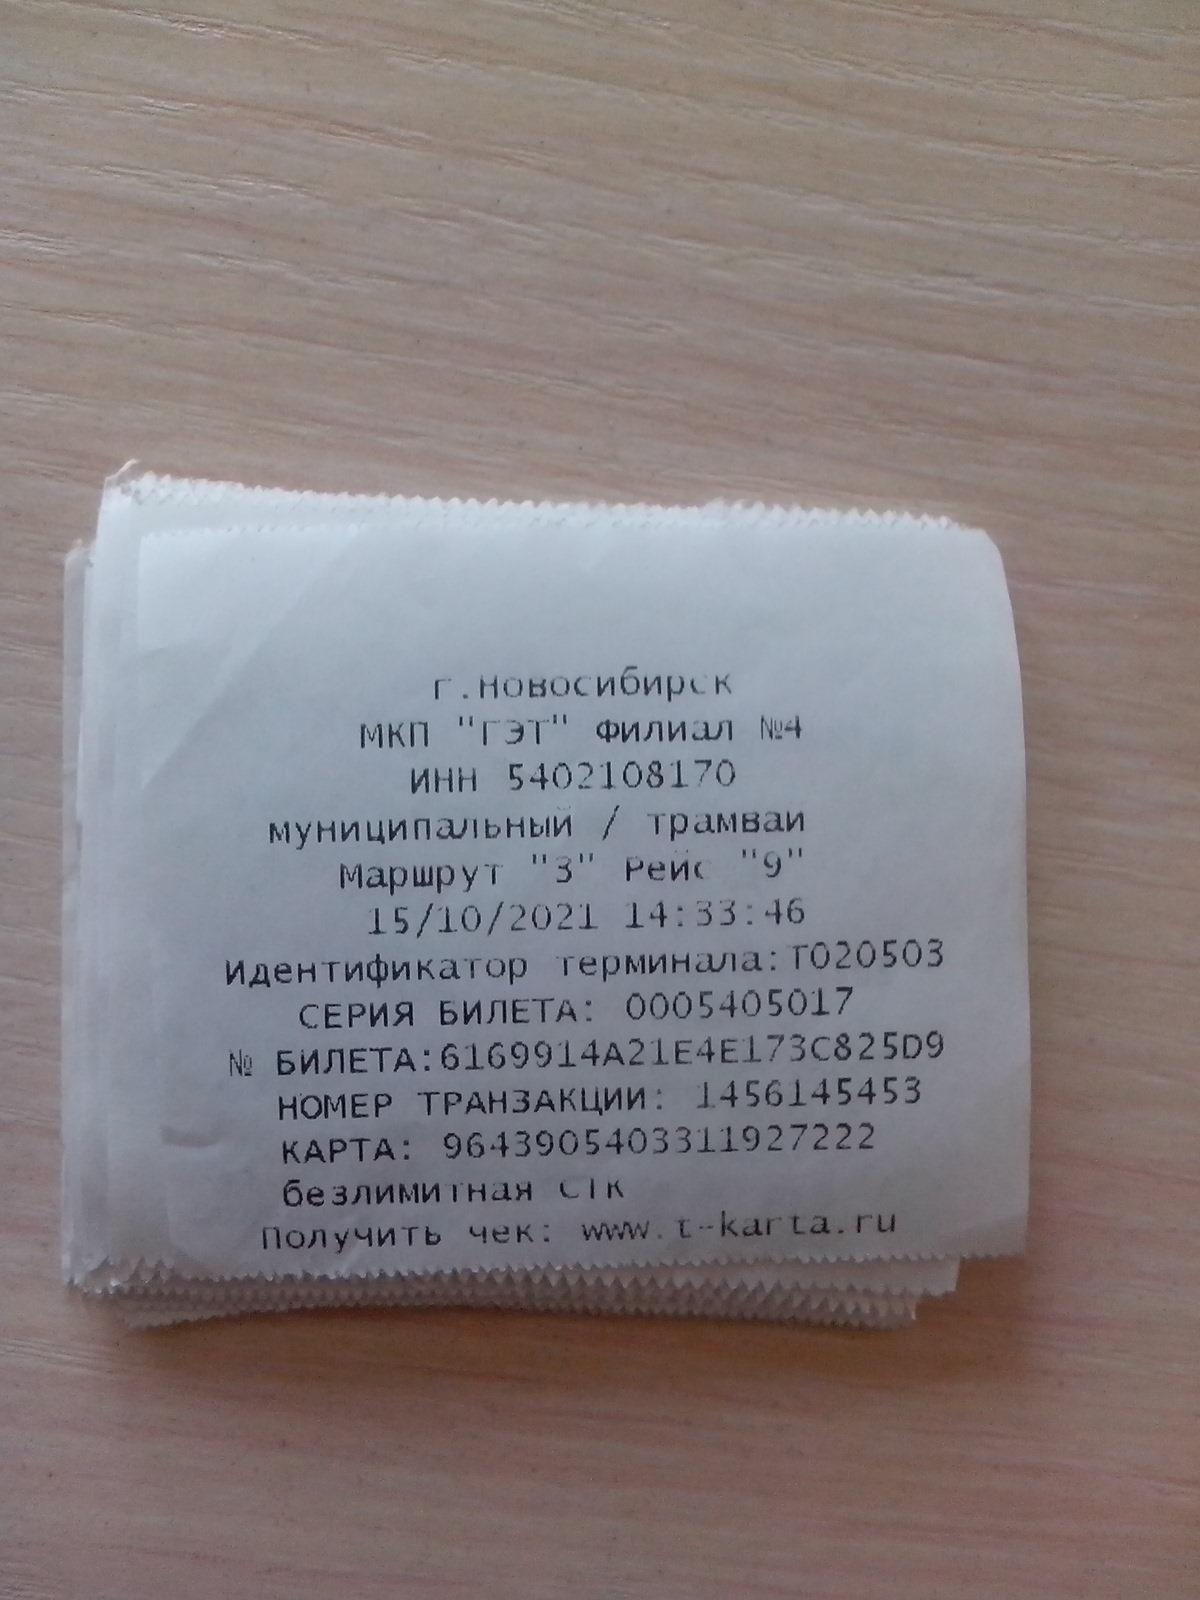 г.Новосибирск
МКП "ГЭТ" Филиал №4
ИНН 5402108170
муниципальный / трамвай
Маршрут "3" Рейс "9"
15/10/2021 14:33:46
Идентификатор терминала:T020503
СЕРИЯ БИЛЕТА: 0005405017
№ БИЛЕТА:6169914A21E4E173C825D9
НОМЕР ТРАНЗАКЦИИ: 1456145453
КАРТА: 9643905403311927222
безлимитная СТК
Получить чек: www.t-karta.ru